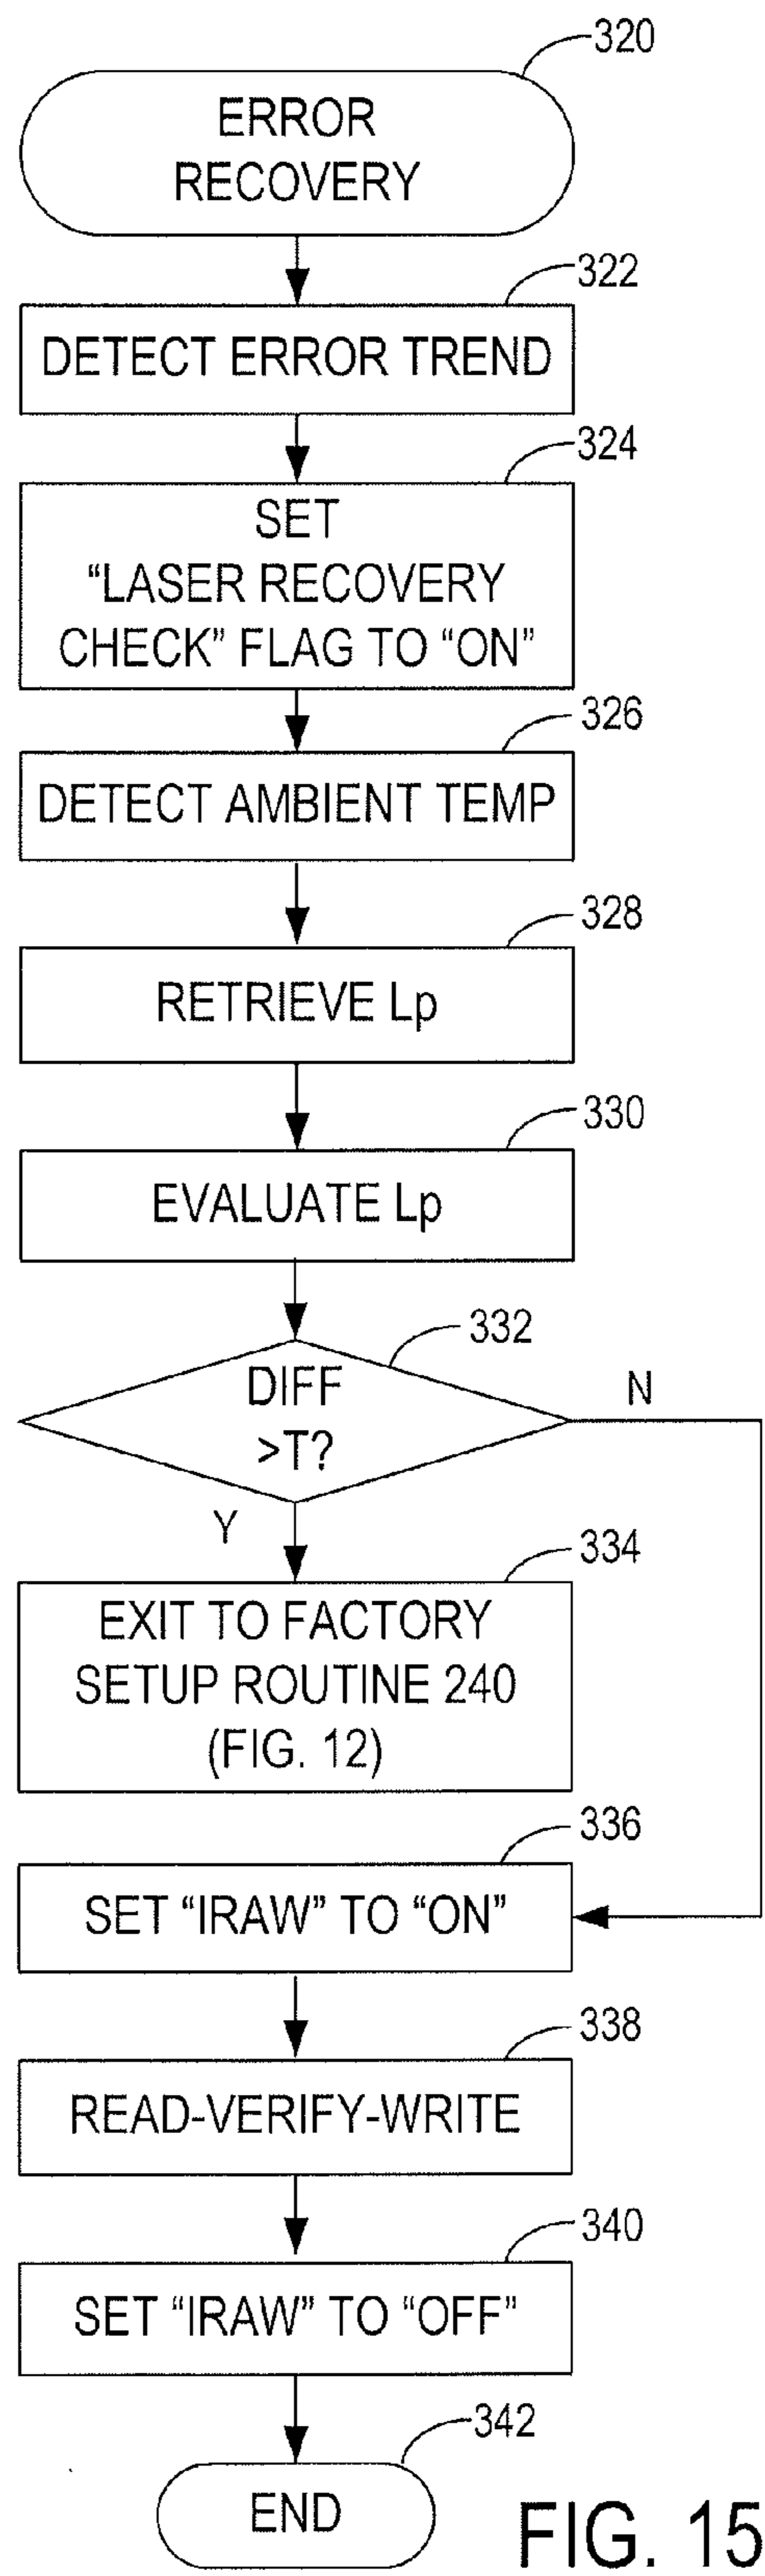 320
ERROR
RECOVERY
322
DETECT ERROR TREND
324
SET
“LASER RECOVERY
CHECK” FLAG TO “ON”
326
DETECT AMBIENT TEMP
328
RETRIEVE Lp
330
EVALUATE Lp
332
DIFF
>T?
N
Y
334
EXIT TO FACTORY
SETUP ROUTINE 240
(FIG. 12)
336
SET “IRAW” TO “ON”
338
READ-VERIFY-WRITE
340
SET “IRAW” TO “OFF”
342
END
FIG. 15